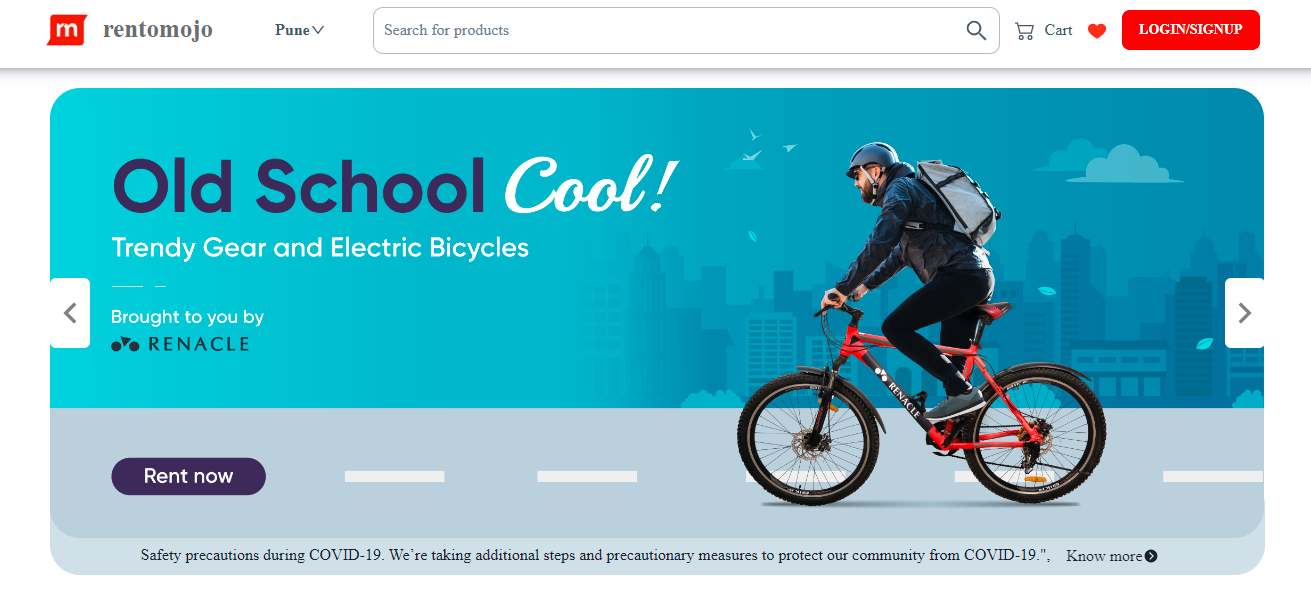 m rentomojo
Pune
Search for products
Cart
LOGIN/SIGNUP
Old School Cool!
Trendy Gear and Electric Bicycles
Brought to you by
RENACLE
RENACLE
Rent now
Safety precautions during COVID-19. We’re taking additional steps and precautionary measures to protect our community from COVID-19.", Know more